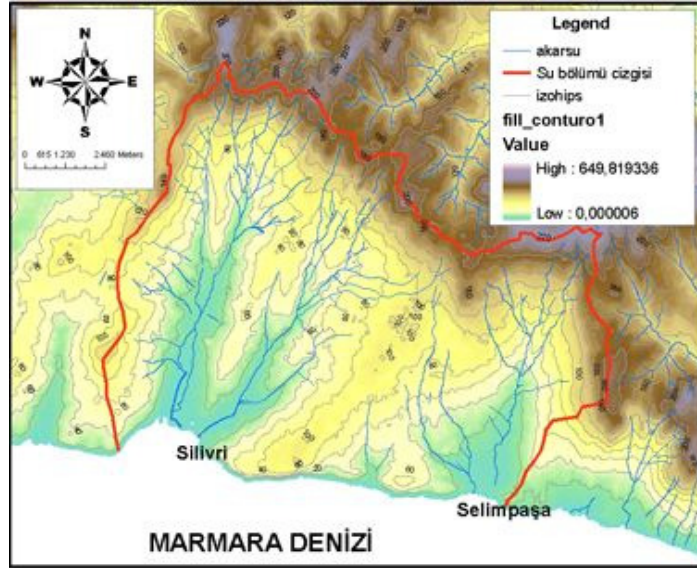 N
W E
S
0 615 1.230 2.460 Meters
Legend
akarsu
Su bölümü cizgisi
izohips
fill_conturo1
Value
High : 649,819336
Low : 0,000006
Silivri
Selimpaşa
MARMARA DENİZİ